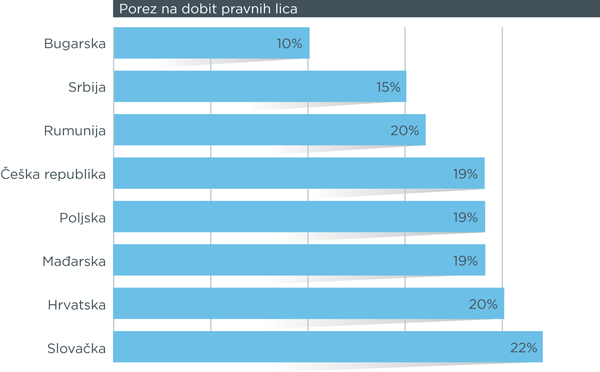 Porez na dobit pravnih lica
Bugarska 10%
Srbija 15%
Rumunija 20%
Češka republika 19%
Poljska 19%
Mađarska 19%
Hrvatska 20%
Slovačka 22%